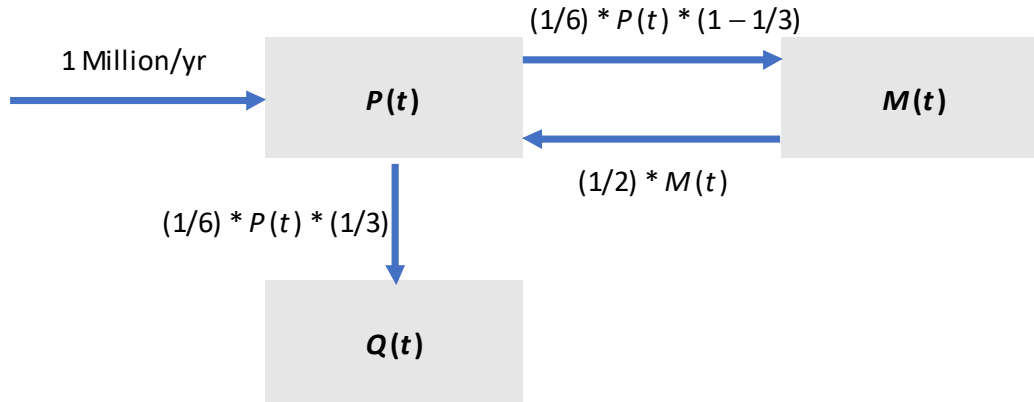 (1/6) * P(t) * (1 – 1/3)
1 Million/yr
P(t)
M(t)
(1/2) * M(t)
(1/6) * P(t) * (1/3)
Q(t)